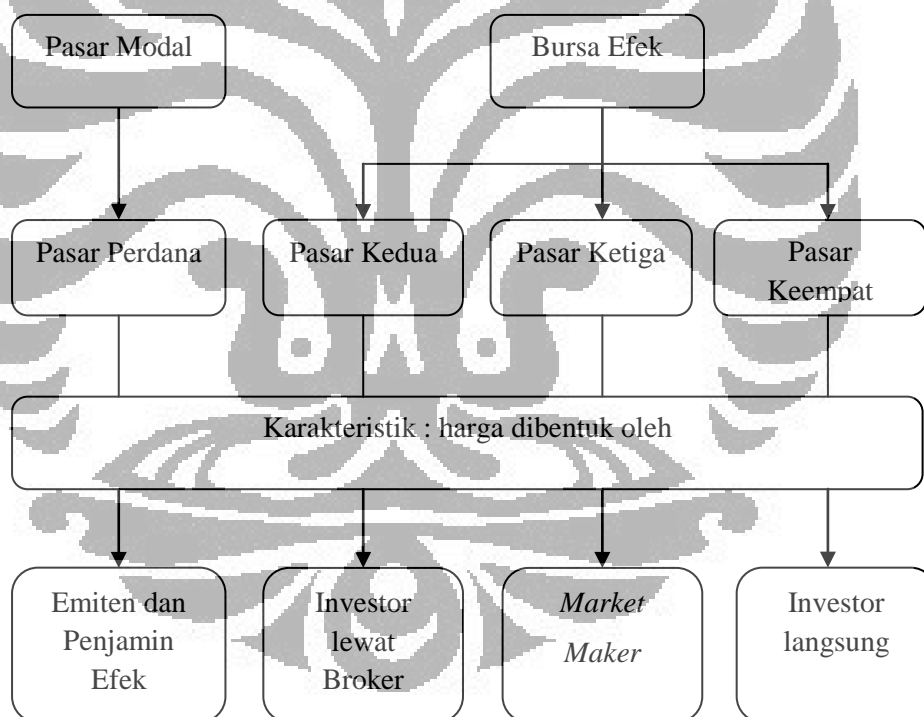 Pasar Modal
Bursa Efek
Pasar Perdana
Pasar Kedua
Pasar Ketiga
Pasar
Keempat
Karakteristik : harga dibentuk oleh
Emiten dan
Penjamin
Efek
Investor
lewat
Broker
Market
Maker
Investor
langsung